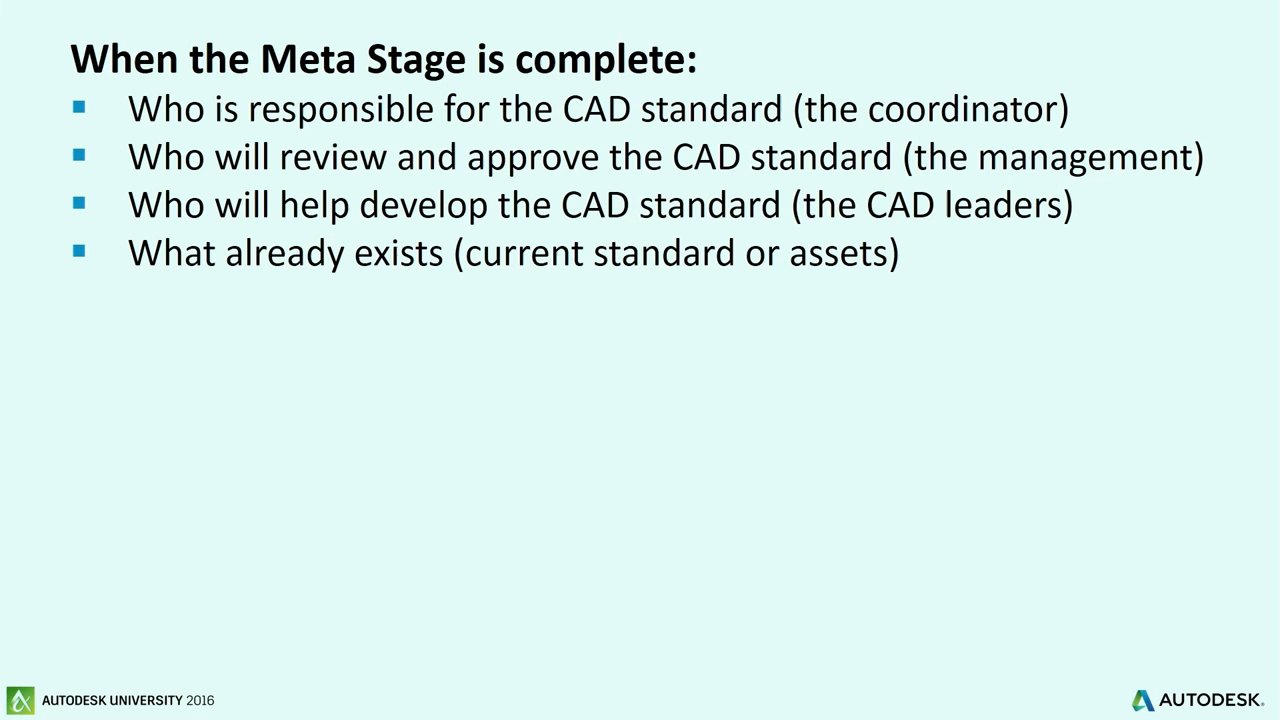 When the Meta Stage is complete:
▪ Who is responsible for the CAD standard (the coordinator)
▪ Who will review and approve the CAD standard (the management)
▪ Who will help develop the CAD standard (the CAD leaders)
▪ What already exists (current standard or assets)
AUTODESK UNIVERSITY 2016
AUTODESK®